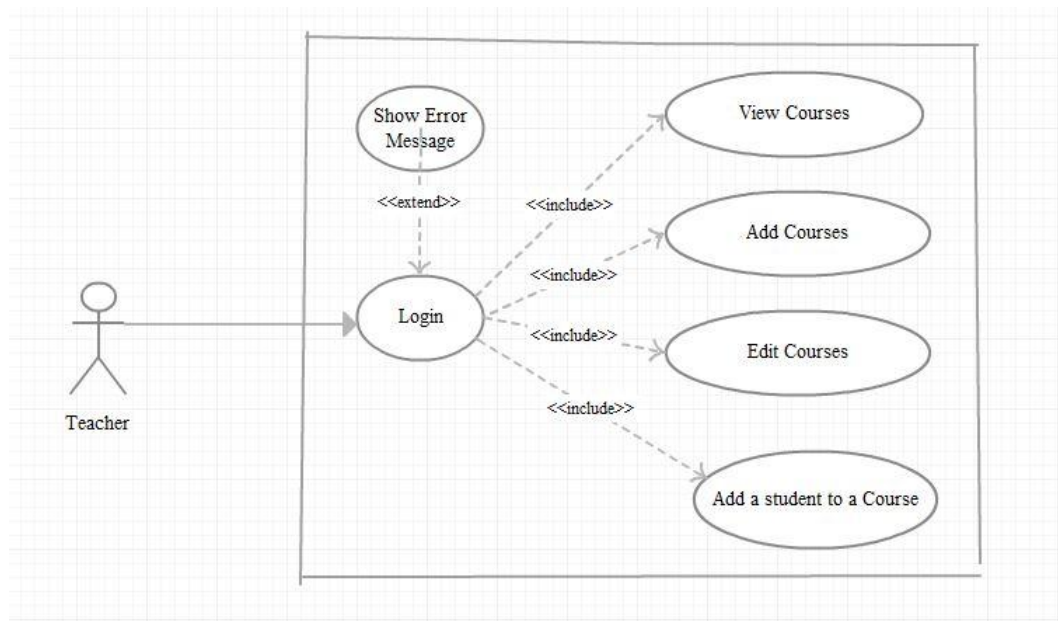 Show Error
Message
View Courses
<<extend>>
<<include>>
Add Courses
<<include>>
Login
<<include>>
Edit Courses
<<include>>
Teacher
Add a student to a Course